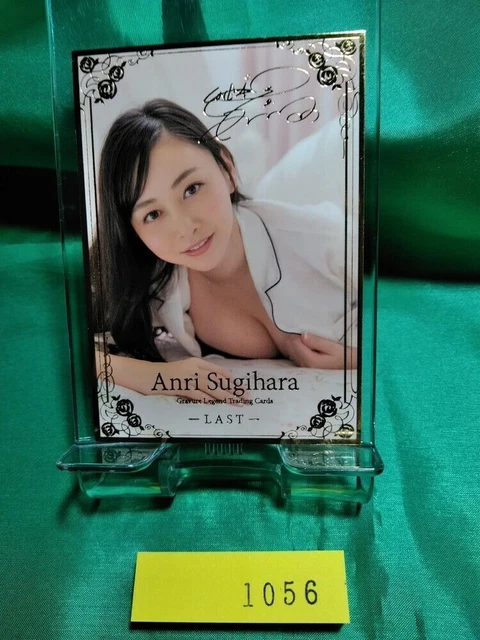 Anri Sugihara
Gravure Legend Trading Cards
LAST
1056